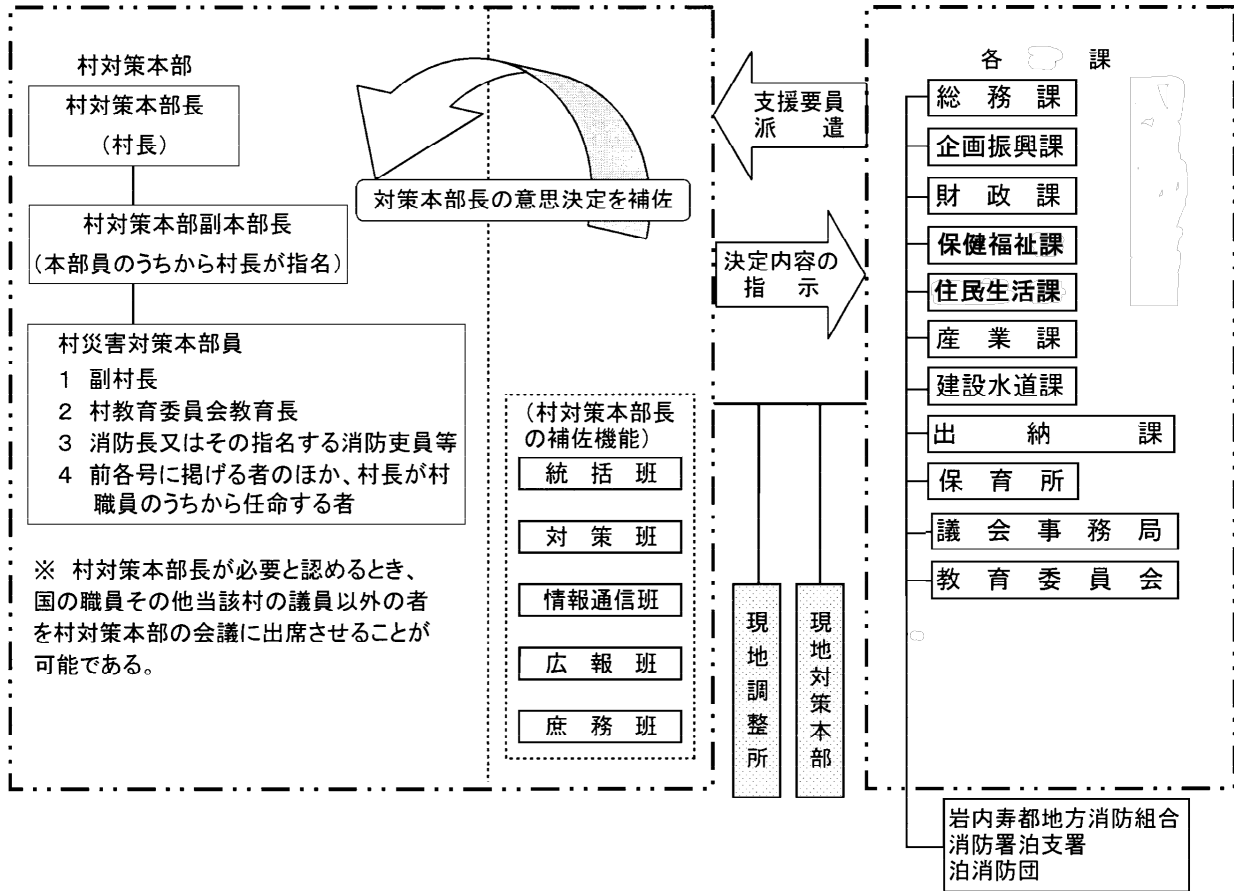 村対策本部
村対策本部長
(村長)
村対策本部副本部長
(本部員のうちから村長が指名)
村災害対策本部員
1 副村長
2 村教育委員会教育長
3 消防長又はその指名する消防吏員等
4 前各号に掲げる者のほか、村長が村
職員のうちから任命する者
※ 村対策本部長が必要と認めるとき、
国の職員その他当該村の議員以外の者
を村対策本部の会議に出席させることが
可能である。
対策本部長の意思決定を補佐
(村対策本部長
の補佐機能)
統括班
対策班
情報通信班
広報班
庶務班
支援要員
派遣
決定内容の
指示
現地調整所
現地対策本部
各課
総務課
企画振興課
財政課
保健福祉課
住民生活課
産業課
建設水道課
出納課
保育所
議会事務局
教育委員会
岩内寿都地方消防組合
消防署泊支署
泊消防団